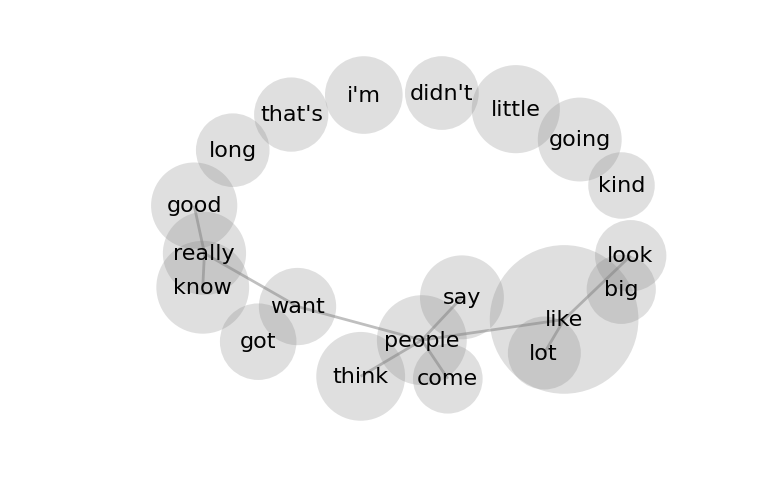 i'm
didn't
that's
little
going
long
kind
good
really
look
know
big
say
want
like
got
people
lot
think
come